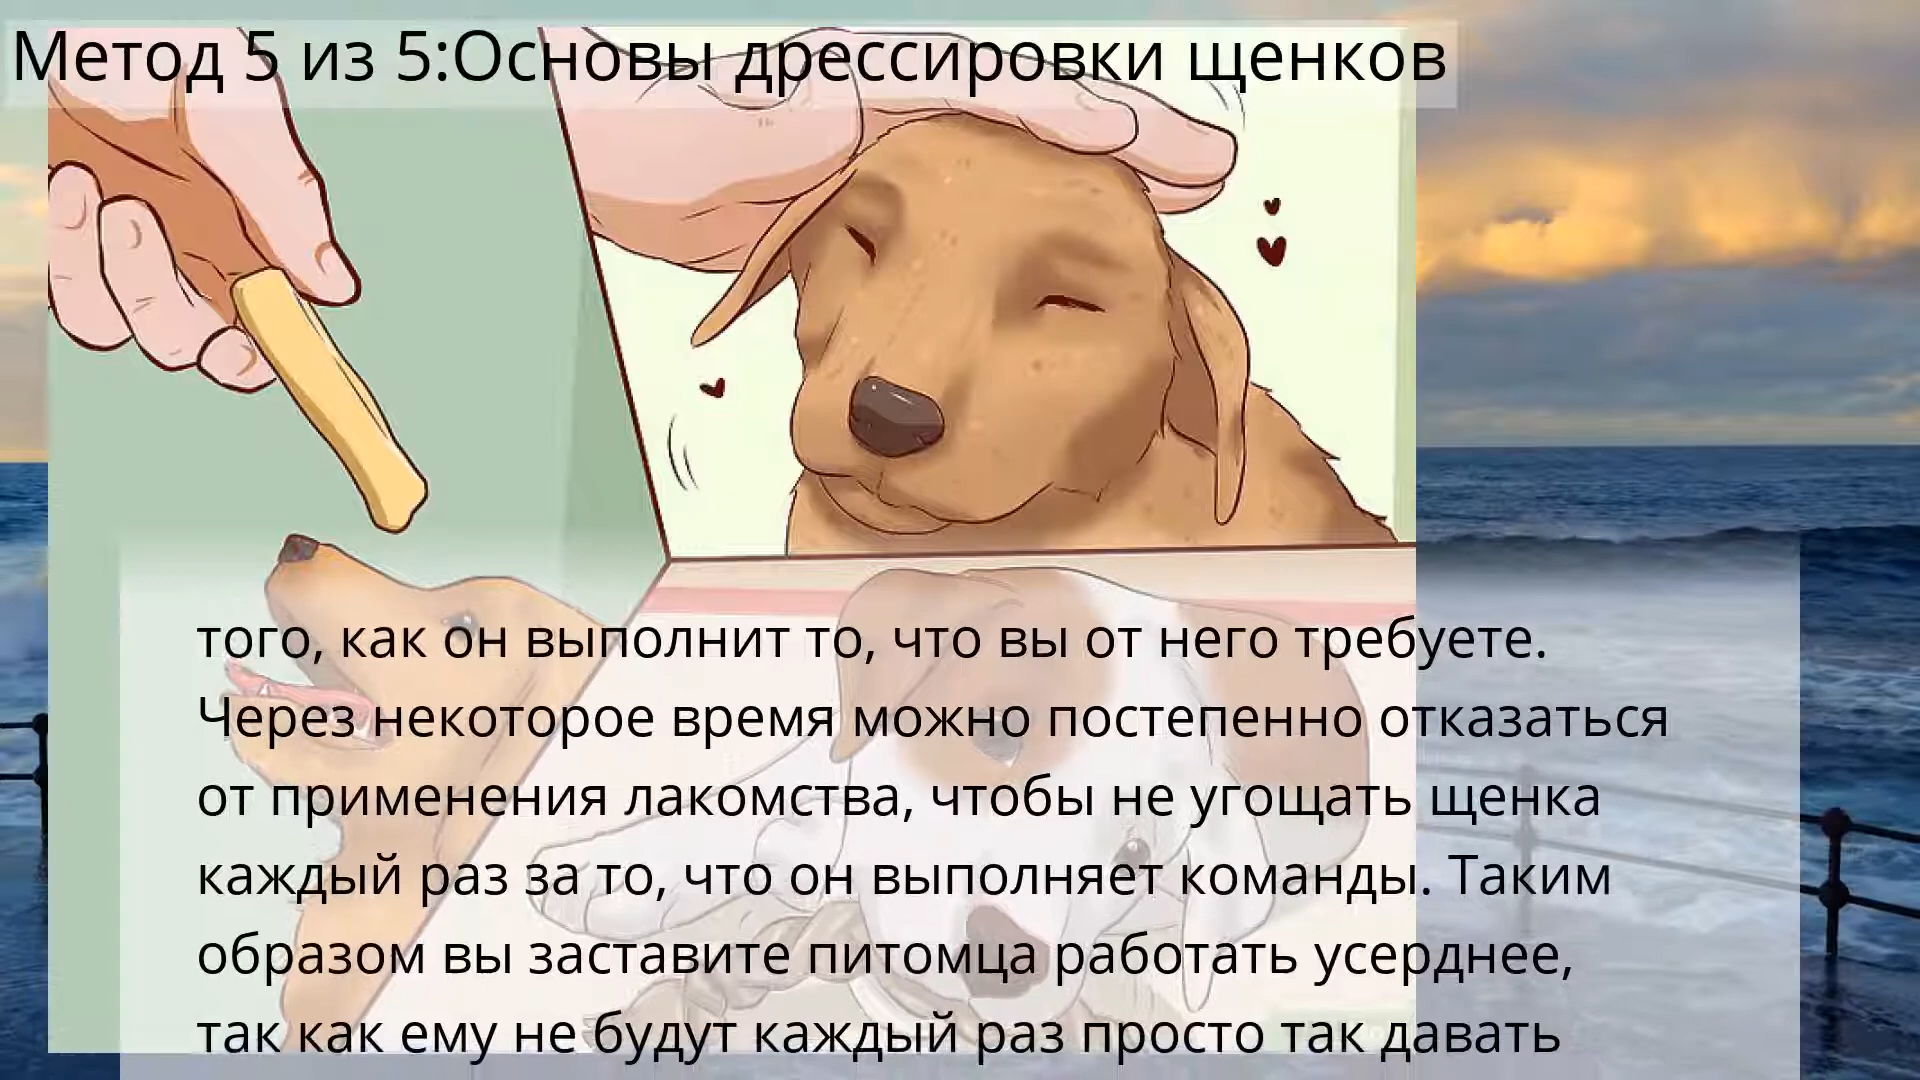 Метод 5 из 5:Основы дрессировки щенков
того, как он выполнит то, что вы от него требуете.
Через некоторое время можно постепенно отказаться
от применения лакомства, чтобы не угощать щенка
каждый раз за то, что он выполняет команды. Таким
образом вы заставите питомца работать усерднее,
так как ему не будут каждый раз просто так давать